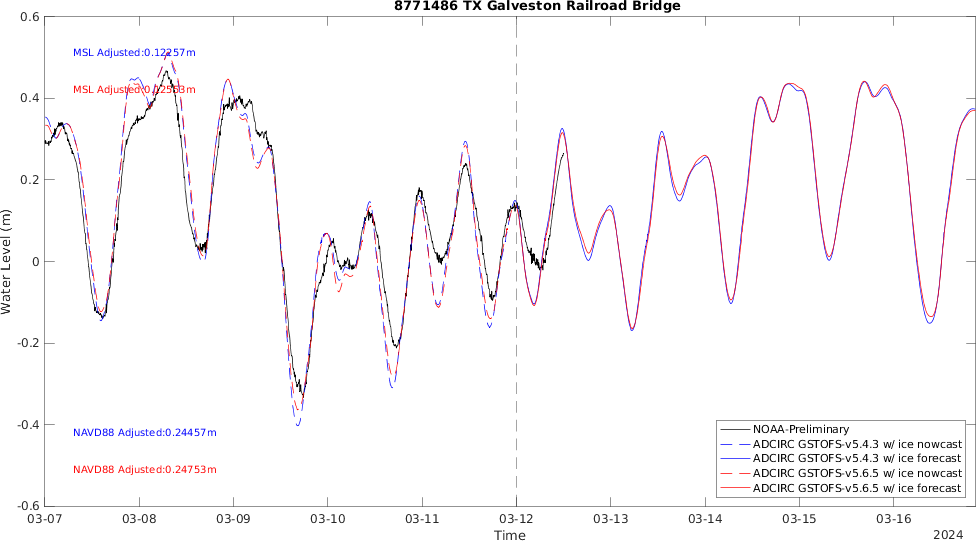 8771486 TX Galveston Railroad Bridge
Water Level (m)
0.6
0.4
0.2
0
-0.2
-0.4
-0.6
MSL Adjusted:0.12257m
MSL Adjusted:0.12553m
NAVD88 Adjusted:0.24457m
NAVD88 Adjusted:0.24753m
NOAA-Preliminary
ADCIRC GSTOFS-v5.4.3 w/ ice nowcast
ADCIRC GSTOFS-v5.4.3 w/ ice forecast
ADCIRC GSTOFS-v5.6.5 w/ ice nowcast
ADCIRC GSTOFS-v5.6.5 w/ ice forecast
03-07 03-08 03-09 03-10 03-11 03-12 03-13 03-14 03-15 03-16
Time
2024